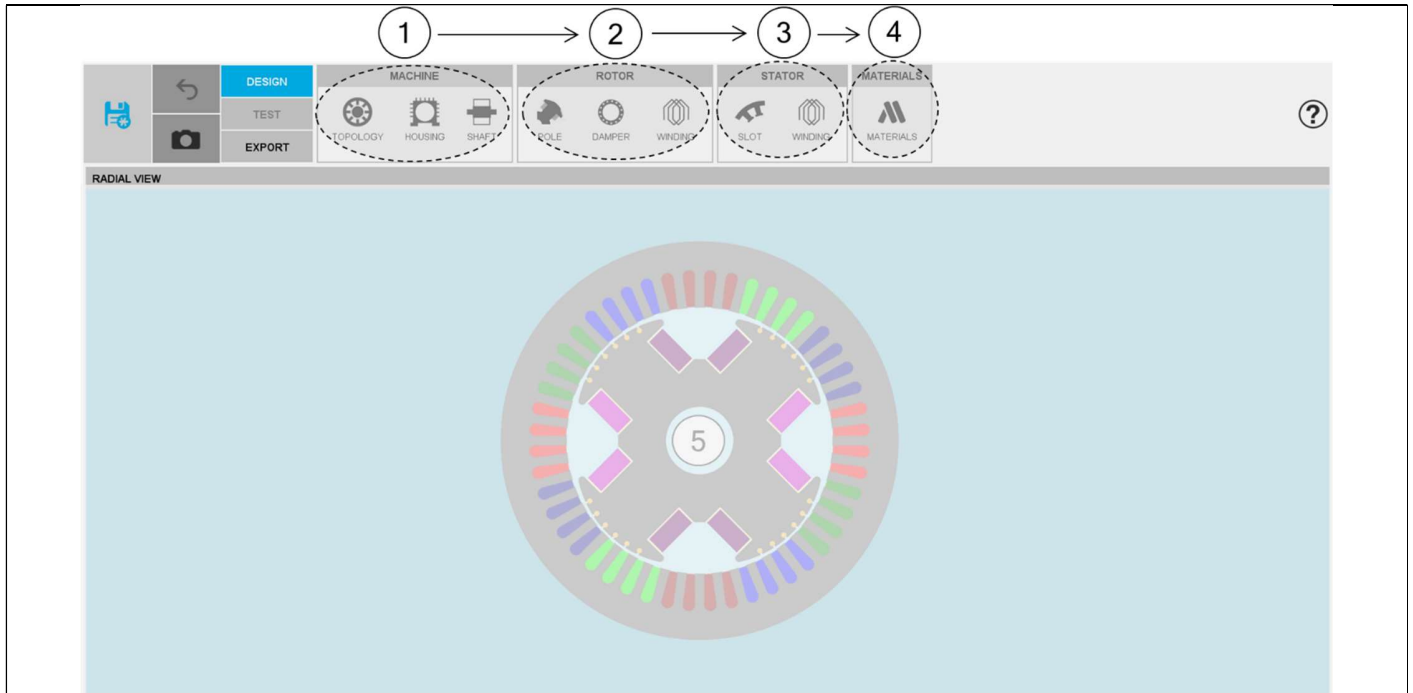 1 2 3 4
DESIGN MACHINE ROTOR STATOR MATERIALS
TEST
TOPOLOGY HOUSING SHAFT POLE DAMPER WINDING SLOT WINDING MATERIALS
EXPORT
?
RADIAL VIEW
5